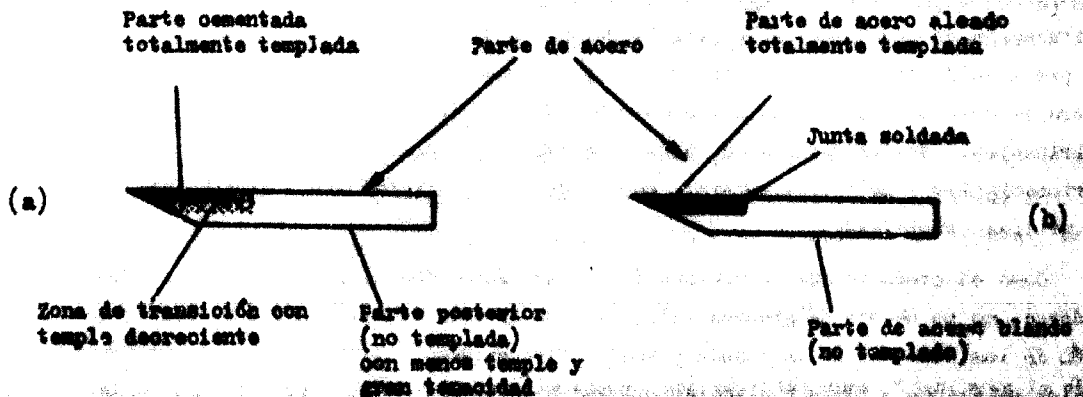 Parte cementada
totalmente templada
Parte de acero
Parte de acero aleado
totalmente templada
Junta soldada
(a)
(b)
Zona de transición con
temple decreciente
Parte posterior
(no templada)
con menos temple y
gran tenacidad
Parte de acero blando
(no templado)